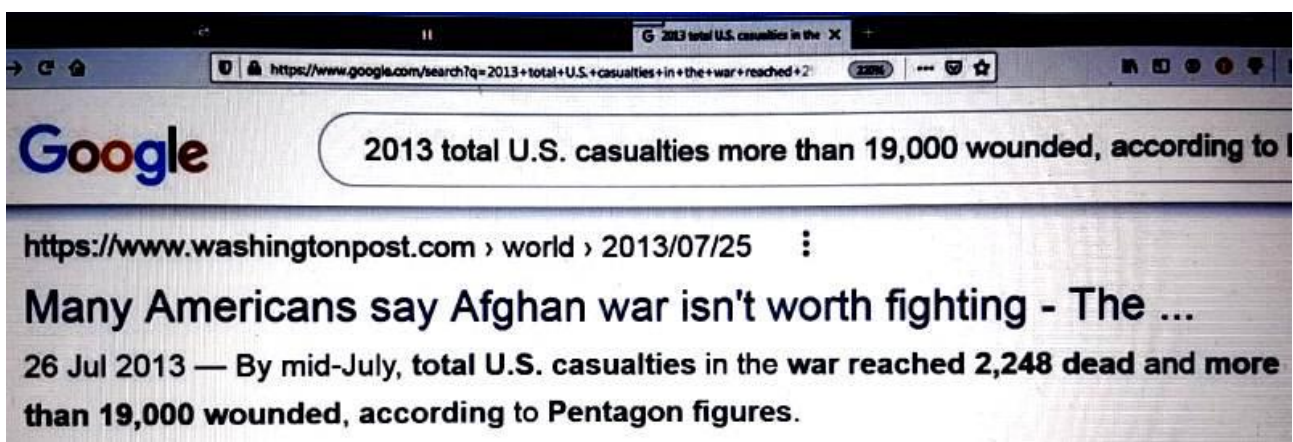 G 2013 total U.S. casualties in the
https://www.google.com/search?q=2013+total+U.S.+casualties+in+the+war+reached+2
Google
2013 total U.S. casualties more than 19,000 wounded, according to
https://www.washingtonpost.com › world › 2013/07/25
Many Americans say Afghan war isn't worth fighting - The ...
26 Jul 2013 — By mid-July, total U.S. casualties in the war reached 2,248 dead and more
than 19,000 wounded, according to Pentagon figures.